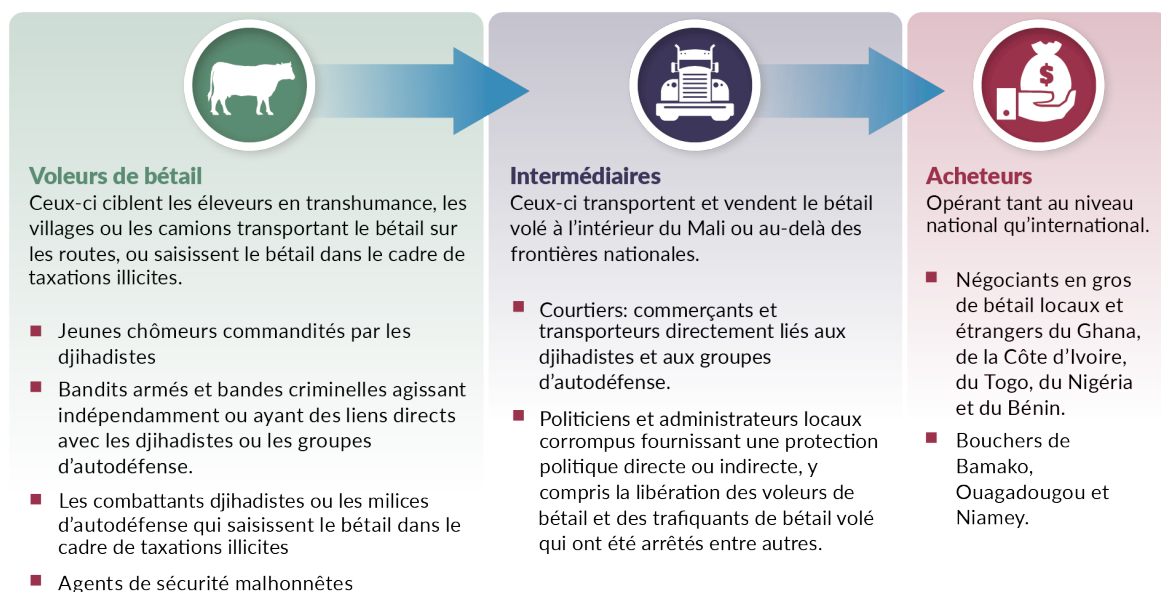 Voleurs de bétail
Ceux-ci ciblent les éleveurs en transhumance, les
villages ou les camions transportant le bétail sur
les routes, ou saisissent le bétail dans le cadre de
taxations illicites.
Jeunes chômeurs commandités par les
djihadistes
Bandits armés et bandes criminelles agissant
indépendamment ou ayant des liens directs
avec les djihadistes ou les groupes
d’autodéfense.
Les combattants djihadistes ou les milices
d’autodéfense qui saisissent le bétail dans le
cadre de taxations illicites
Agents de sécurité malhonnêtes
Intermédiaires
Ceux-ci transportent et vendent le bétail
volé à l’intérieur du Mali ou au-delà des
frontières nationales.
Courtiers: commerçants et
transporteurs directement liés aux
djihadistes et aux groupes
d’autodéfense.
Politiciens et administrateurs locaux
corrompus fournissant une protection
politique directe ou indirecte, y
compris la libération des voleurs de
bétail et des trafiquants de bétail volé
qui ont été arrêtés entre autres.
$
Acheteurs
Opérant tant au niveau
national qu’international.
Négociants en gros
de bétail locaux et
étrangers du Ghana,
de la Côte d’Ivoire,
du Togo, du Nigéria
et du Bénin.
Bouchers de
Bamako,
Ouagadougou et
Niamey.